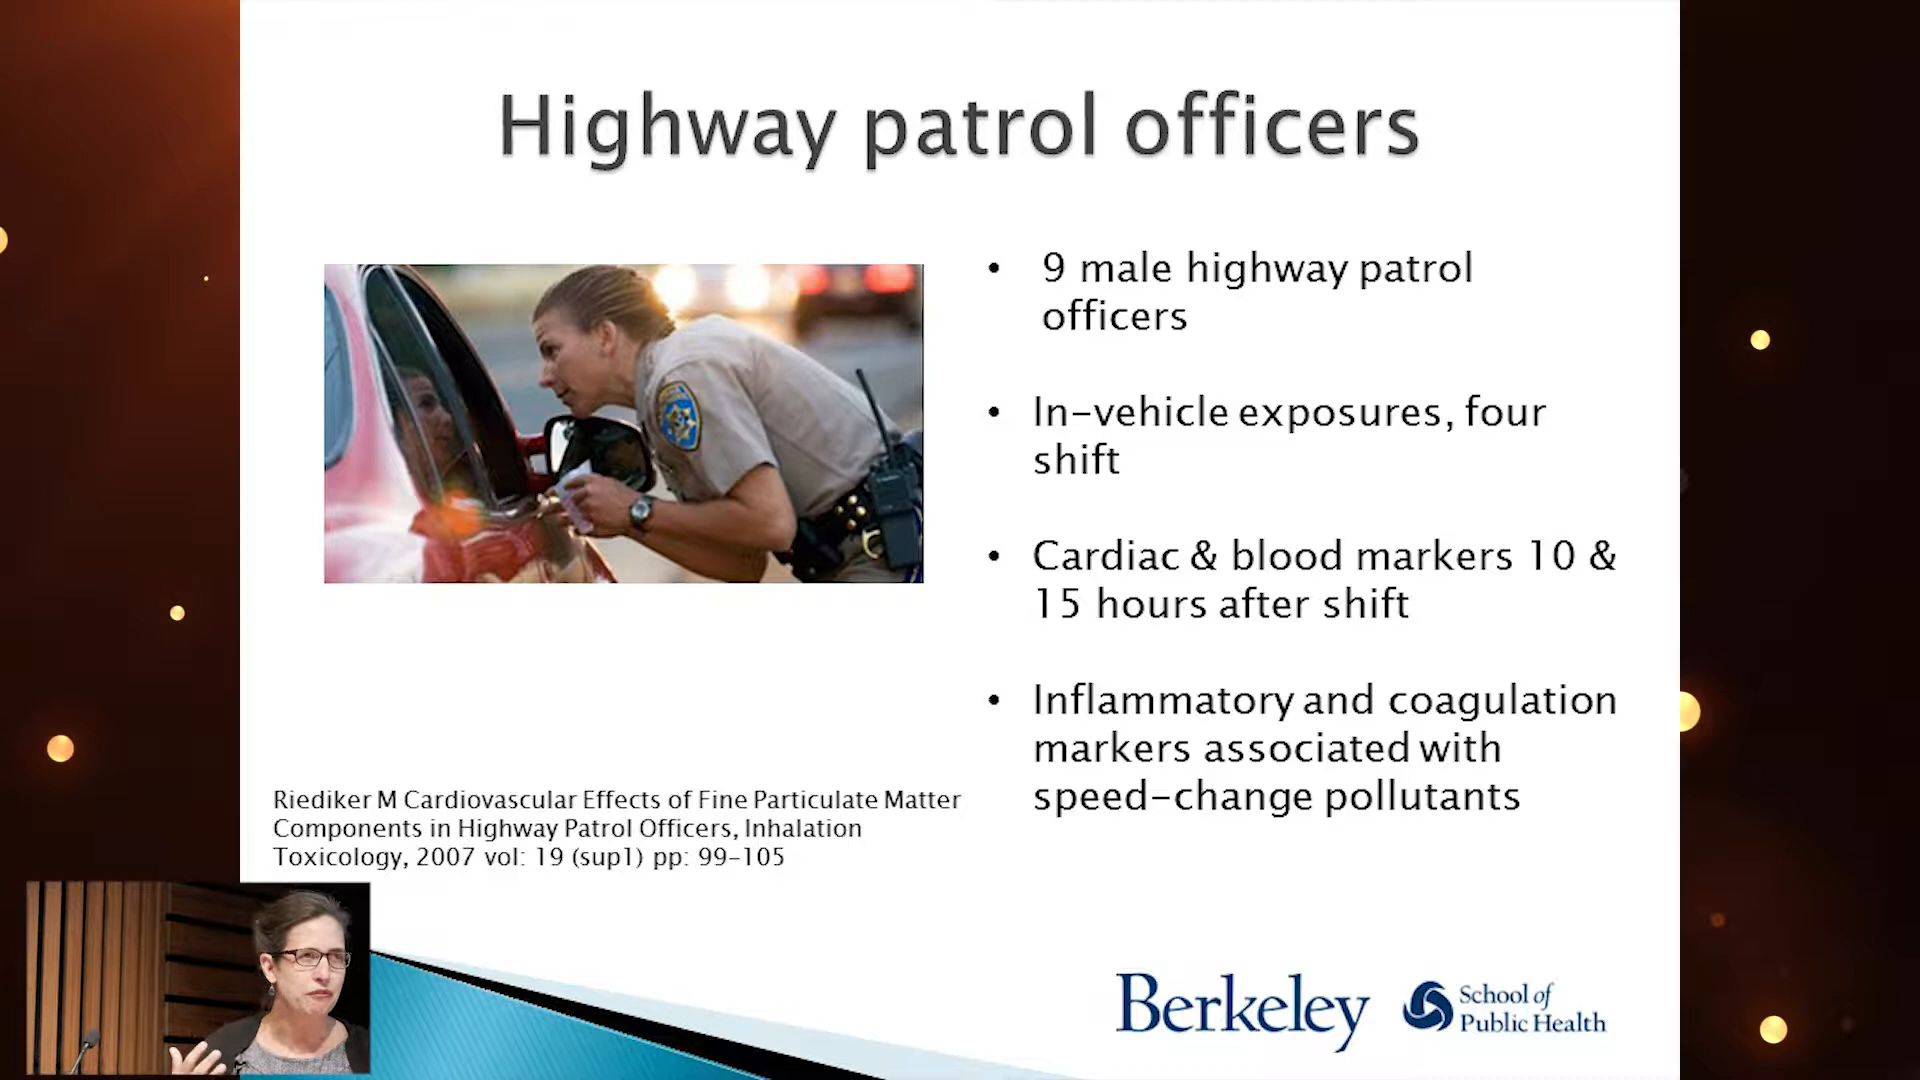 Highway patrol officers
9 male highway patrol
officers
In-vehicle exposures, four
shift
Cardiac & blood markers 10 &
15 hours after shift
Inflammatory and coagulation
markers associated with
speed-change pollutants
Riediker M Cardiovascular Effects of Fine Particulate Matter
Components in Highway Patrol Officers, Inhalation
Toxicology, 2007 vol: 19 (sup1) pp: 99-105
Berkeley
School of
Public Health